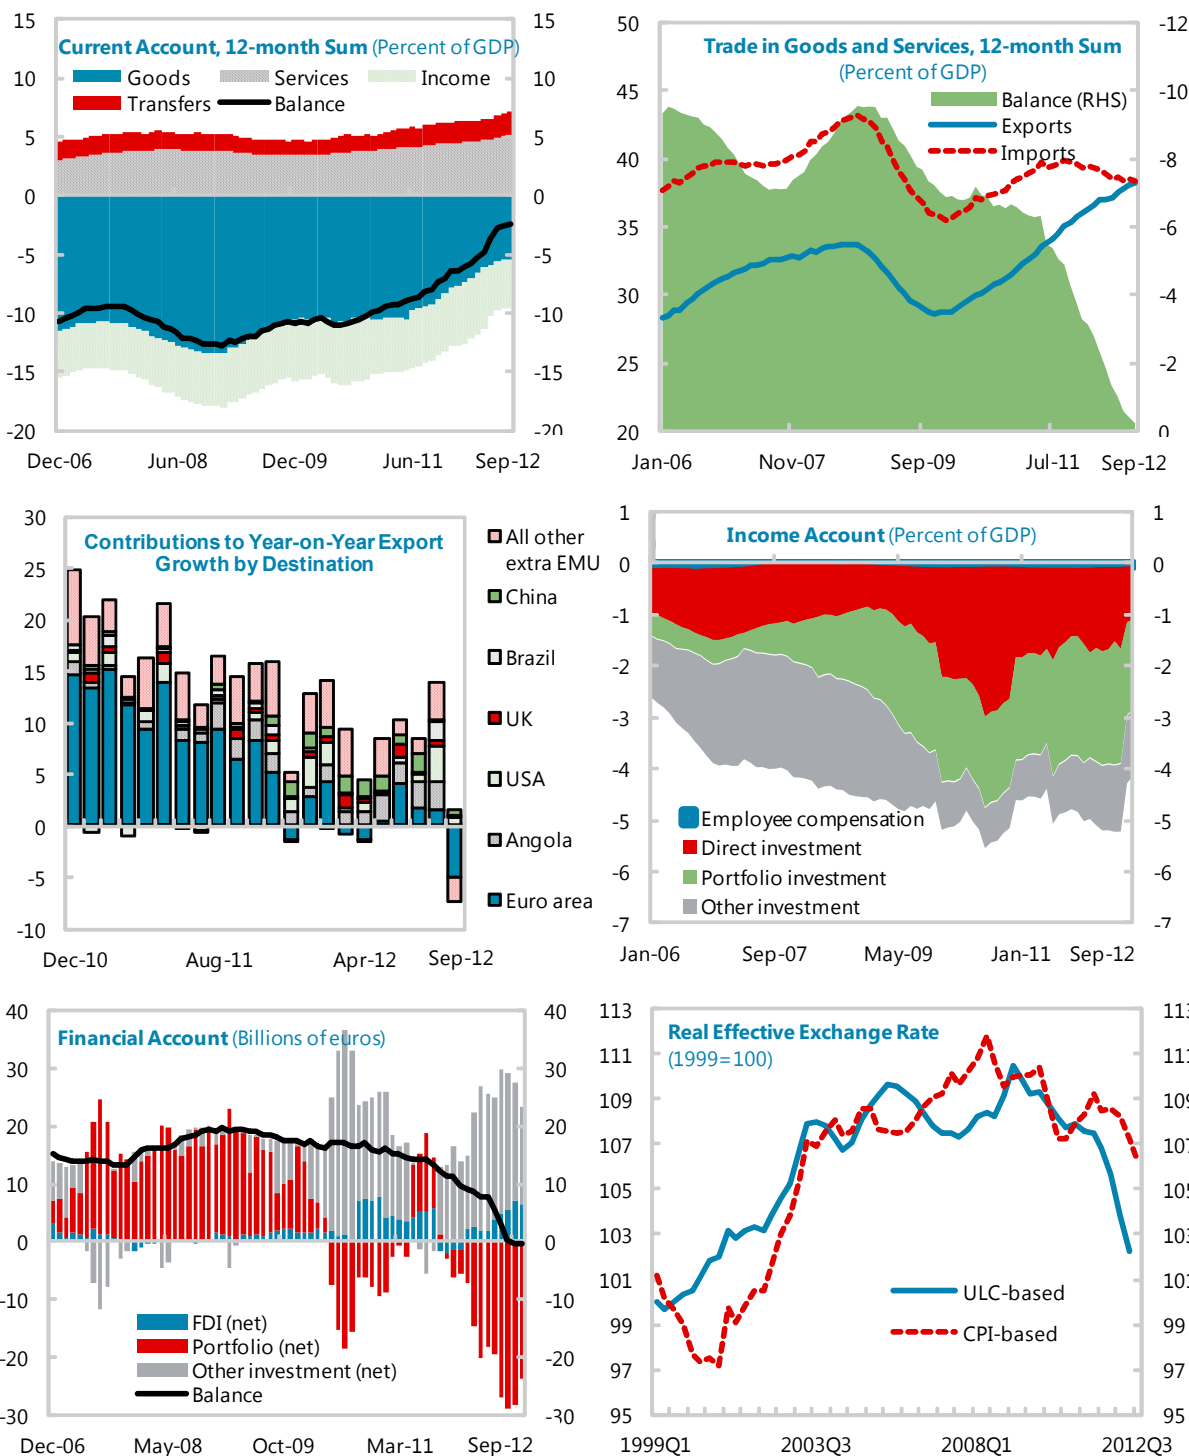 15
10
5
0
-5
-10
-15
-20
15
10
5
0
-5
-10
-15
-20
Current Account, 12-month Sum (Percent of GDP)
Goods
Services
Income
Transfers
Balance
Dec-06
Jun-08
Dec-09
Jun-11
Sep-12
50
45
40
35
30
25
20
-12
-10
-8
-6
-4
-2
0
Trade in Goods and Services, 12-month Sum
(Percent of GDP)
Balance (RHS)
Exports
Imports
Jan-06
Nov-07
Sep-09
Jul-11
Sep-12
30
25
20
15
10
5
0
-5
-10
Contributions to Year-on-Year Export
Growth by Destination
All other
extra EMU
China
Brazil
UK
USA
Angola
Euro area
Dec-10
Aug-11
Apr-12
Sep-12
1
0
-1
-2
-3
-4
-5
-6
-7
1
0
-1
-2
-3
-4
-5
-6
-7
Income Account (Percent of GDP)
Employee compensation
Direct investment
Portfolio investment
Other investment
Jan-06
Sep-07
May-09
Jan-11
Sep-12
40
30
20
10
0
-10
-20
-30
40
30
20
10
0
-10
-20
-30
Financial Account (Billions of euros)
FDI (net)
Portfolio (net)
Other investment (net)
Balance
Dec-06
May-08
Oct-09
Mar-11
Sep-12
113
111
109
107
105
103
101
99
97
95
113
111
109
107
105
103
101
99
97
95
Real Effective Exchange Rate
(1999=100)
ULC-based
CPI-based
1999Q1
2003Q3
2008Q1
2012Q3